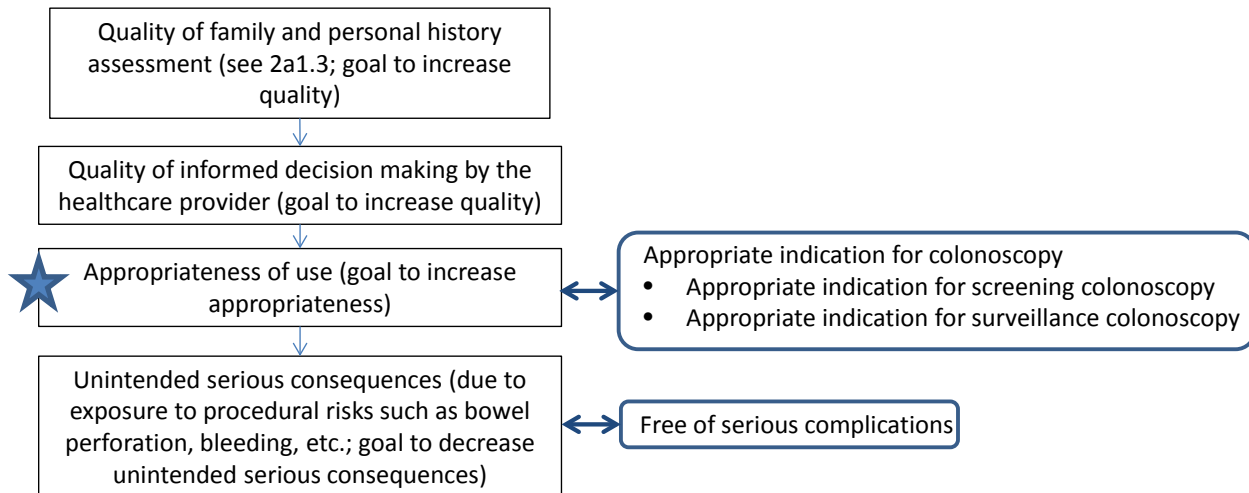 Quality of family and personal history
assessment (see 2a1.3; goal to increase
quality)
Quality of informed decision making by the
healthcare provider (goal to increase quality)
Appropriateness of use (goal to increase
appropriateness)
Appropriate indication for colonoscopy
• Appropriate indication for screening colonoscopy
• Appropriate indication for surveillance colonoscopy
Unintended serious consequences (due to
exposure to procedural risks such as bowel
perforation, bleeding, etc.; goal to decrease
unintended serious consequences)
Free of serious complications